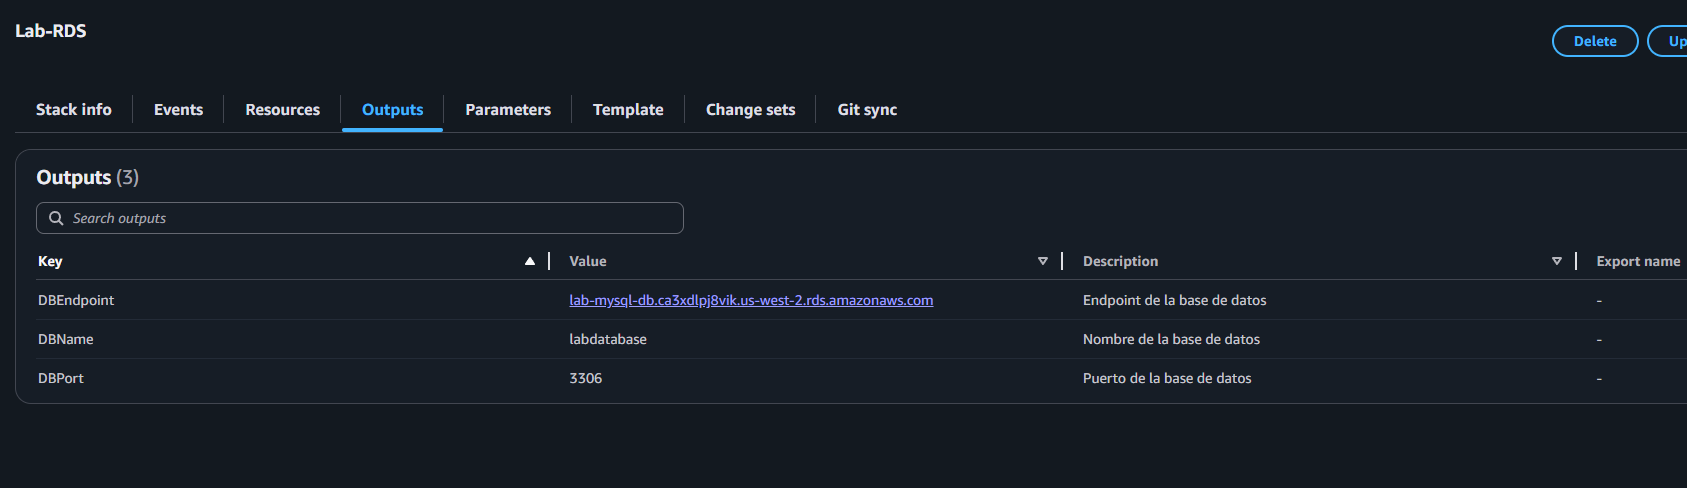 Lab-RDS
Delete
Up
Stack info Events Resources Outputs Parameters Template Change sets Git sync
Outputs (3)
Search outputs
Key Value Description Export name
DBEndpoint lab-mysql-db.ca3xdlpj8vik.us-west-2.rds.amazonaws.com Endpoint de la base de datos -
DBName labdatabase Nombre de la base de datos -
DBPort 3306 Puerto de la base de datos -